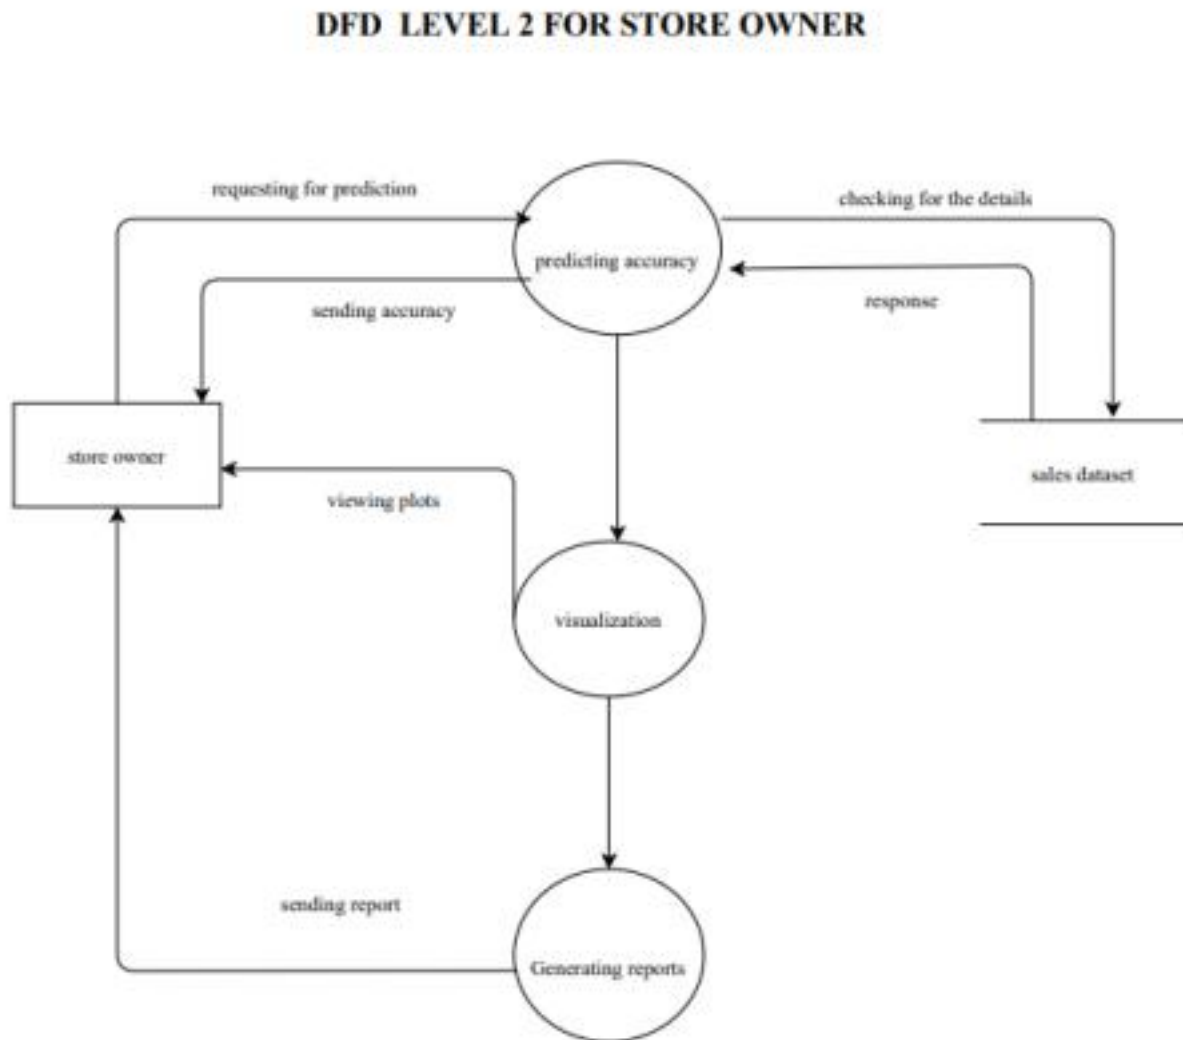 DFD LEVEL 2 FOR STORE OWNER
requesting for prediction
checking for the details
predicting accuracy
sending accuracy
response
store owner
sales dataset
viewing plots
visualization
sending report
Generating reports